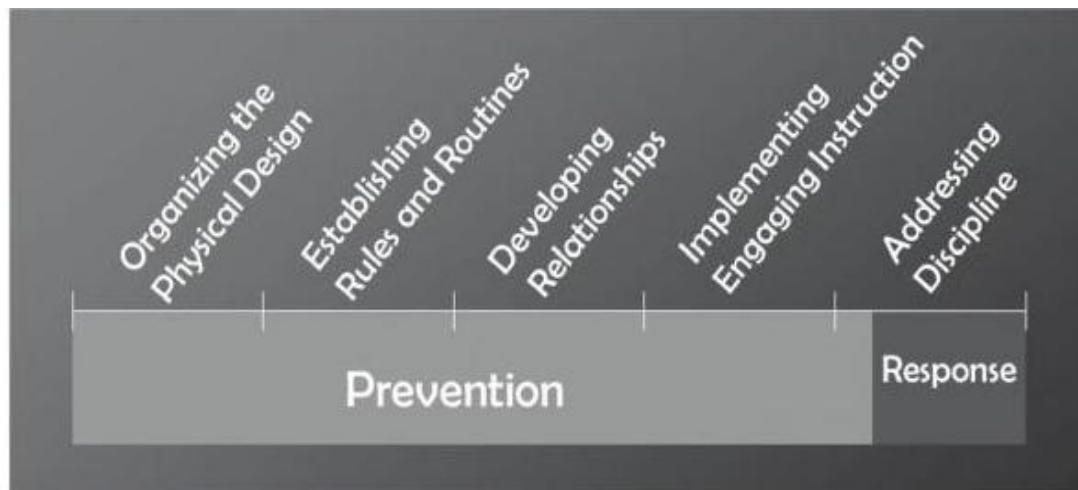 Organizing the
Physical Design
Establishing
Rules and Routines
Developing
Relationships
Implementing
Engaging Instruction
Addressing
Discipline
Prevention
Response